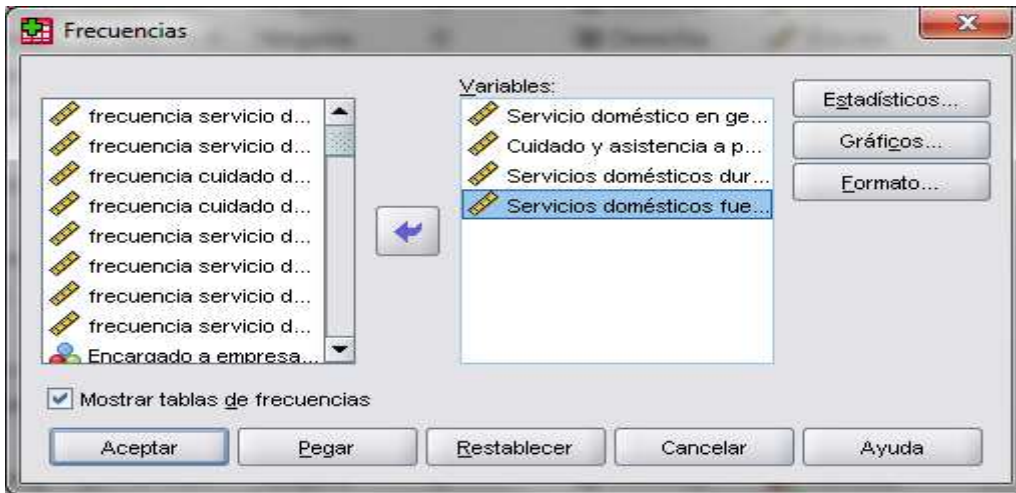 Frecuencias
frecuencia servicio d...
frecuencia servicio d...
frecuencia cuidado d...
frecuencia cuidado d...
frecuencia servicio d...
frecuencia servicio d...
frecuencia servicio d...
frecuencia servicio d...
Encargado a empresa...
Variables:
Servicio doméstico en ge...
Cuidado y asistencia a p...
Servicios domésticos dur...
Servicios domésticos fue...
Estadísticos...
Gráficos...
Formato...
Mostrar tablas de frecuencias
Aceptar
Pegar
Restablecer
Cancelar
Ayuda